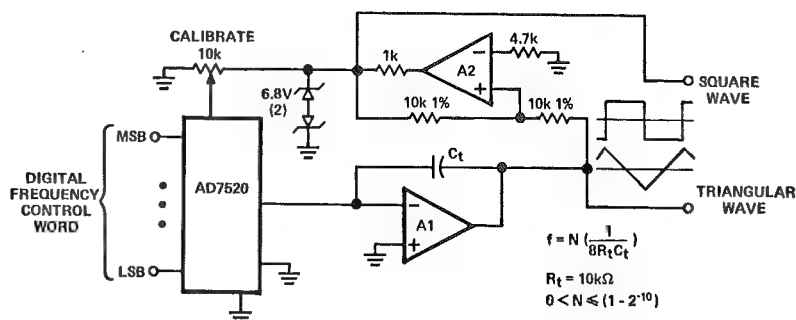 CALIBRATE
10k
1k
A2
−
+
4.7k
6.8V
(2)
10k 1%
10k 1%
SQUARE
WAVE
MSB
DIGITAL
FREQUENCY
CONTROL
WORD
AD7520
Ct
−
A1
+
TRIANGULAR
WAVE
LSB
f = N (1/8RtCt)
Rt = 10kΩ
0 < N ≤ (1 - 2^-10)